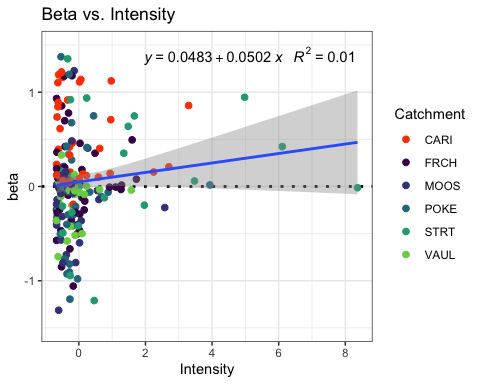 Beta vs. Intensity
y = 0.0483 + 0.0502 x R² = 0.01
1
0
-1
beta
0 2 4 6 8
Intensity
Catchment
CARI
FRCH
MOOS
POKE
STRT
VAUL